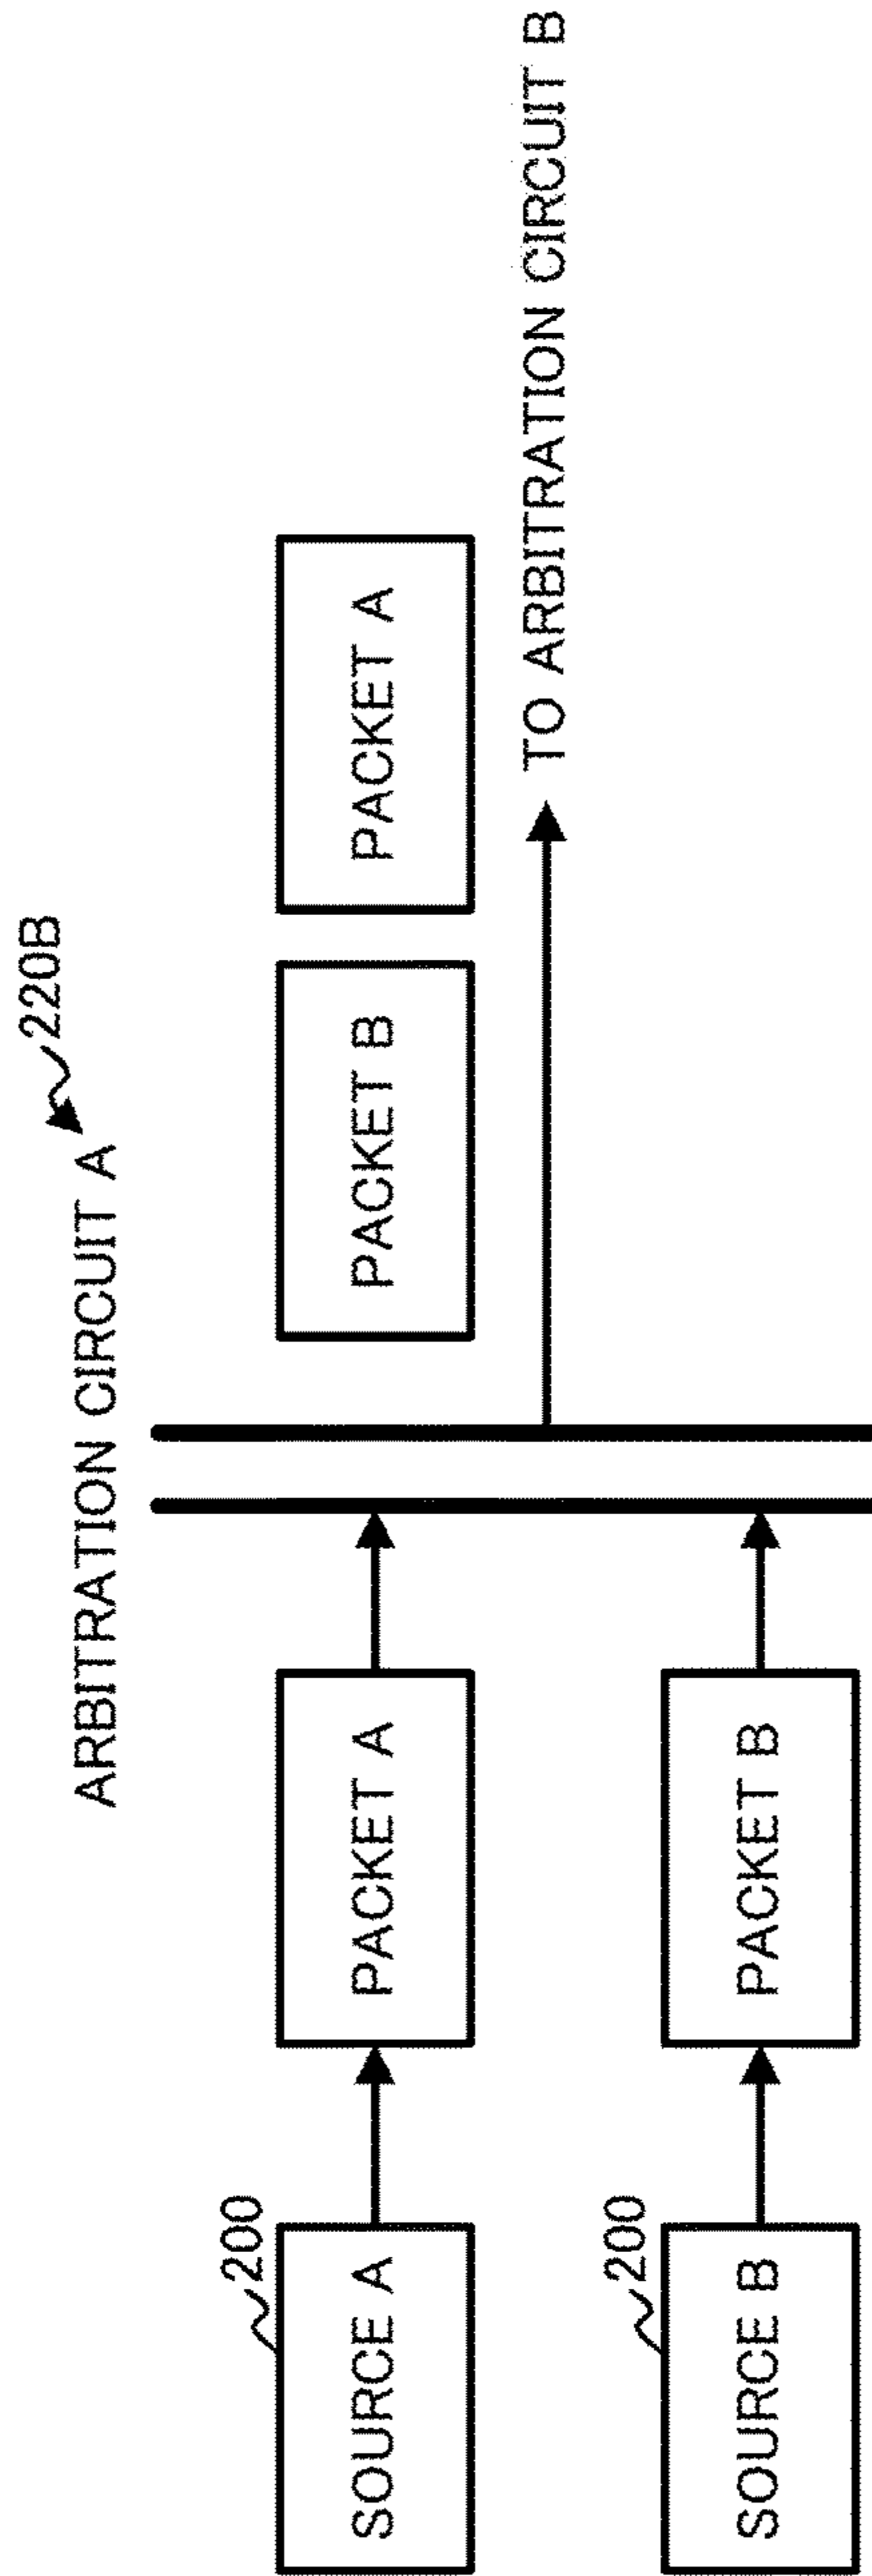 ARBITRATION CIRCUIT A
220B
200
SOURCE A
PACKET A
PACKET B
PACKET A
TO ARBITRATION CIRCUIT B
200
SOURCE B
PACKET B